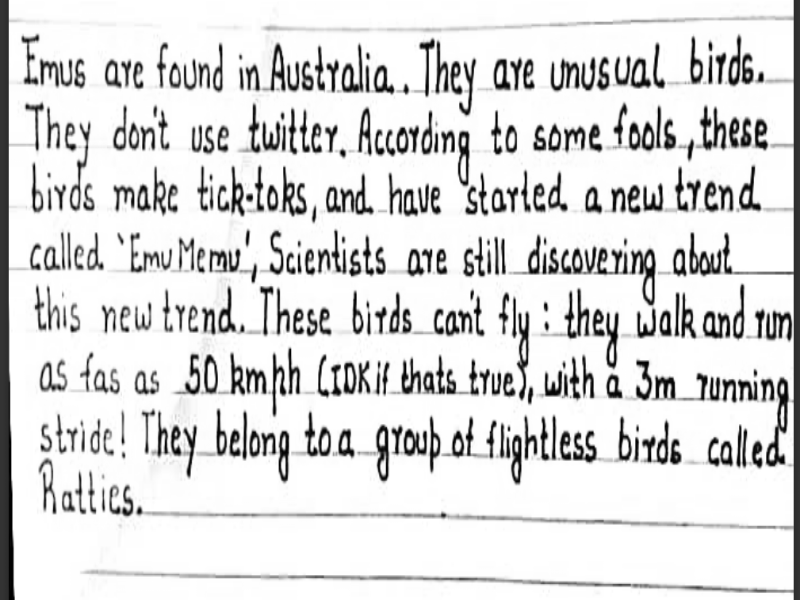 Emus are found in Australia. They are unusual birds.
They don't use twitter. According to some fools, these
birds make tick-toks, and have started a new trend
called 'Emu Memu', Scientists are still discovering about
this new trend. These birds can't fly : they walk and run
as fas as 50 kmph (IDK if thats true), with a 3m running
stride! They belong to a group of flightless birds called
Ratties.